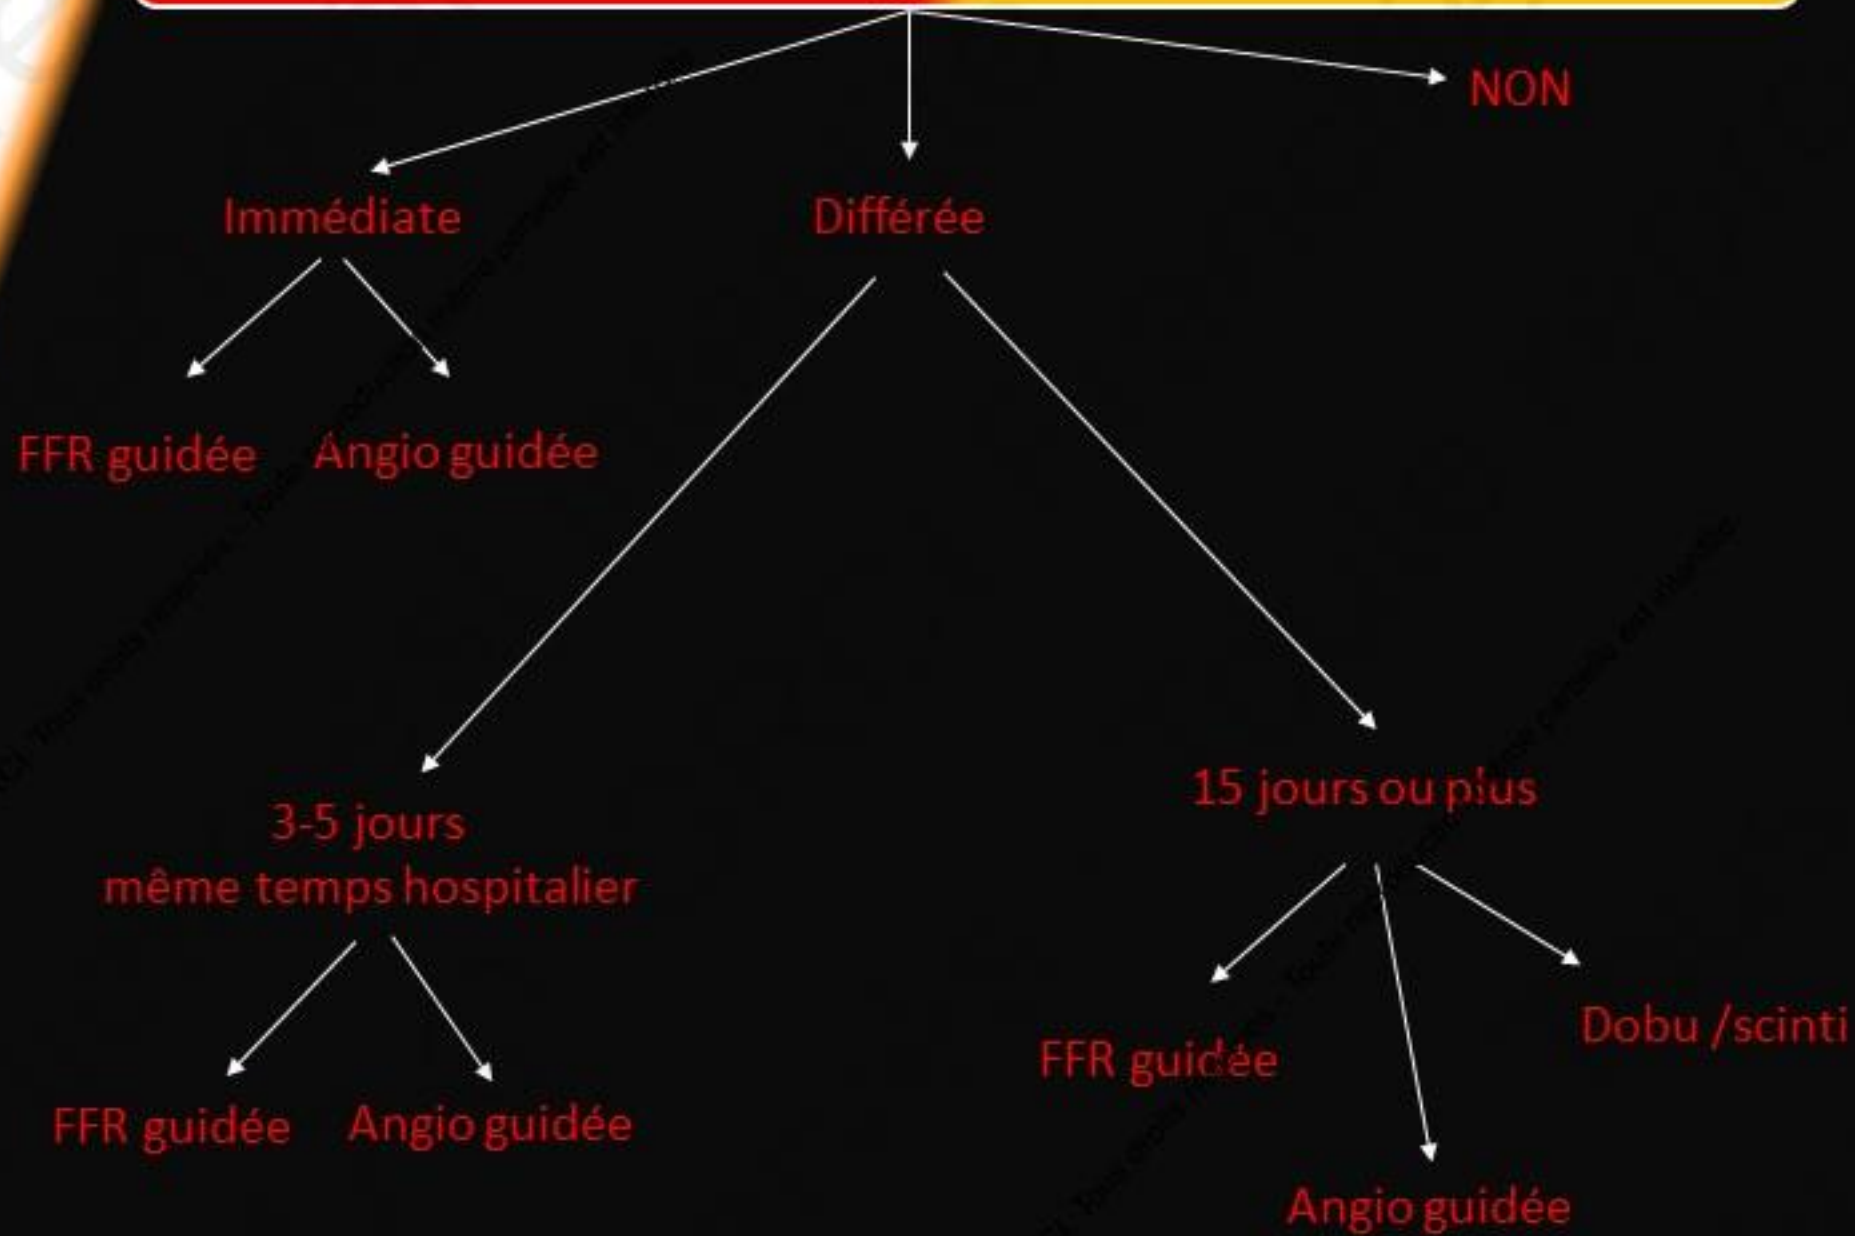 NON
Immédiate
Différée
FFR guidée
Angio guidée
3-5 jours
même temps hospitalier
15 jours ou plus
FFR guidée
Angio guidée
FFR guidée
Dobu /scinti
Angio guidée